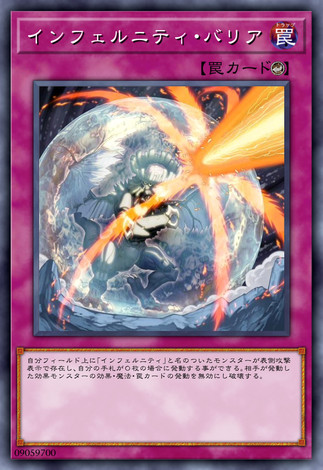 インフェルニティ・バリア
トラップ
罠
【罠カード】
自分フィールド上に「インフェルニティ」と名のついたモンスターが表側攻撃
表示で存在し、自分の手札が0枚の場合に発動する事ができる。相手が発動し
た効果モンスターの効果・魔法・罠カードの発動を無効にし破壊する。
09059700